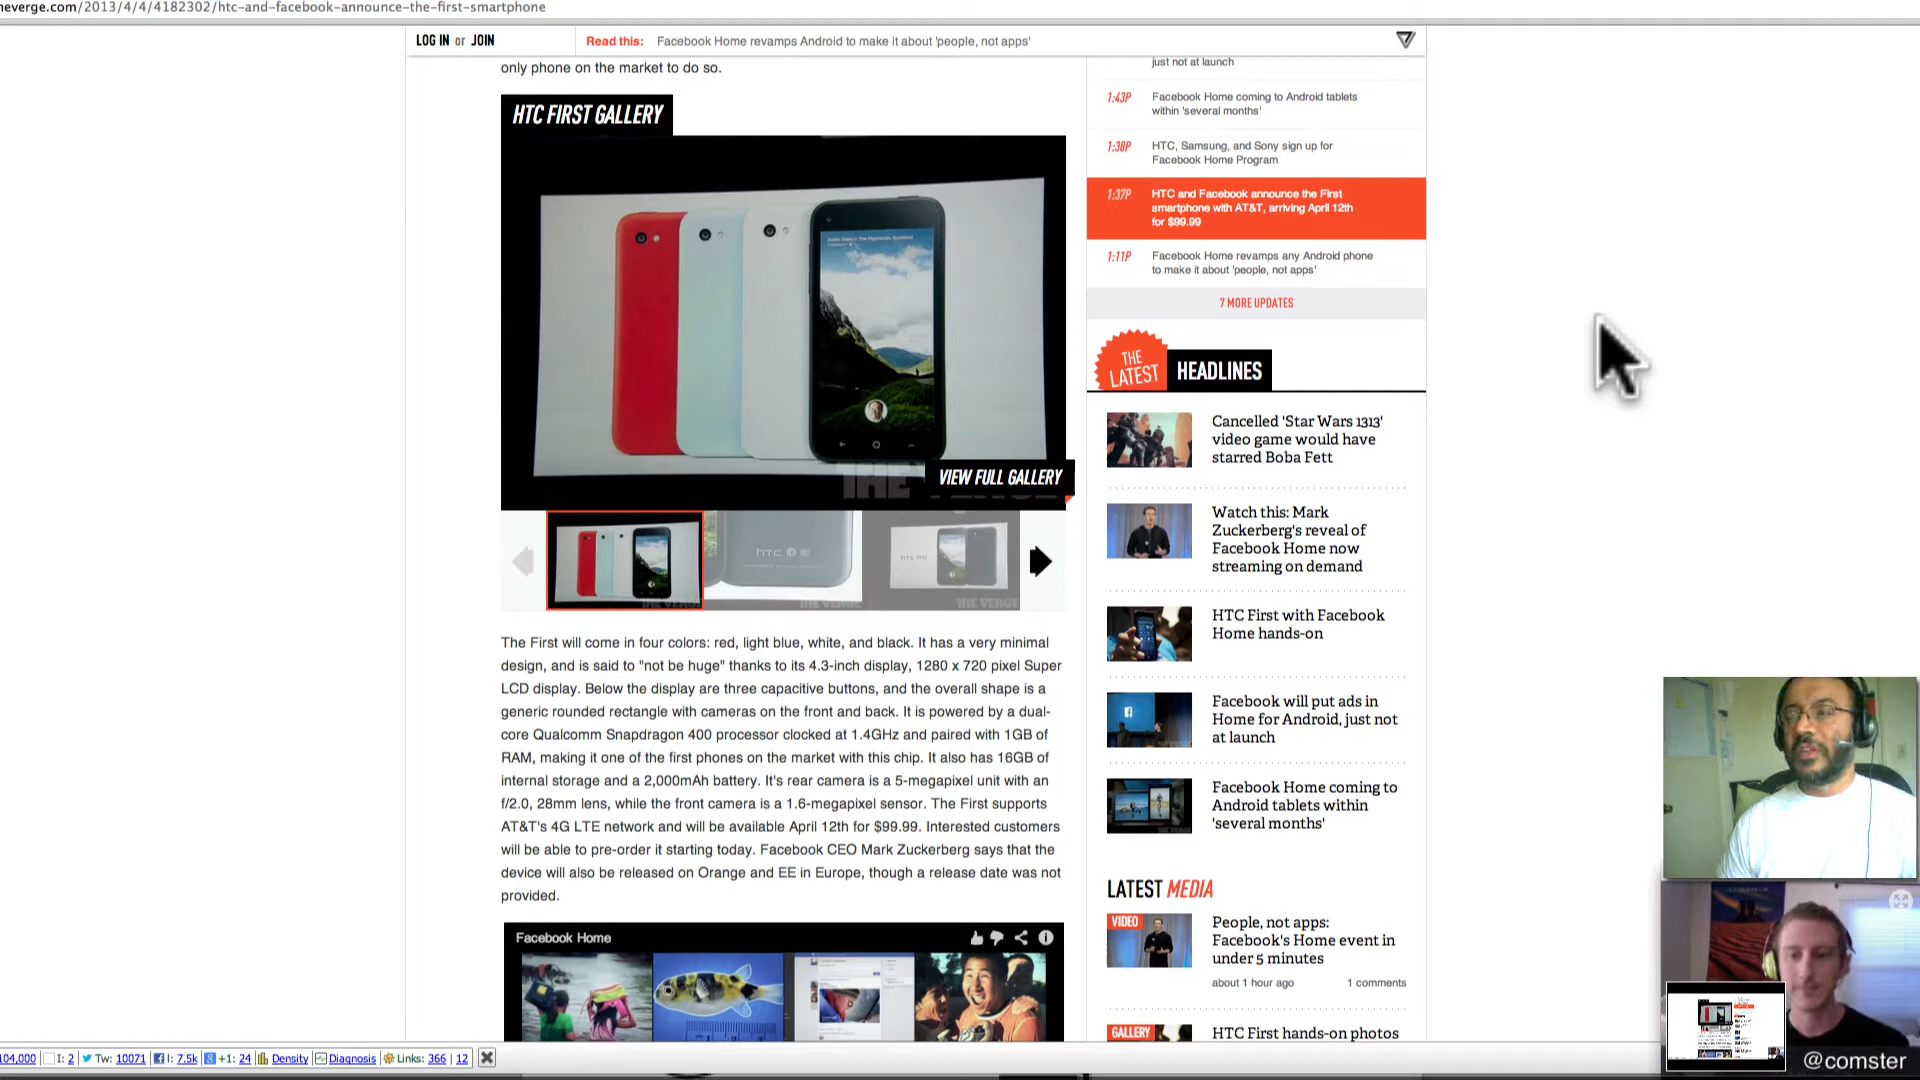 neverge.com/2013/4/4/4182302/htc-and-facebook-announce-the-first-smartphone
LOG IN or JOIN
Read this: Facebook Home revamps Android to make it about 'people, not apps'
only phone on the market to do so.
HTC FIRST GALLERY
THE VERGE
VIEW FULL GALLERY
htc
THE VERGE
htc first
THE VERGE
The First will come in four colors: red, light blue, white, and black. It has a very minimal
design, and is said to "not be huge" thanks to its 4.3-inch display, 1280 x 720 pixel Super
LCD display. Below the display are three capacitive buttons, and the overall shape is a
generic rounded rectangle with cameras on the front and back. It is powered by a dual-
core Qualcomm Snapdragon 400 processor clocked at 1.4GHz and paired with 1GB of
RAM, making it one of the first phones on the market with this chip. It also has 16GB of
internal storage and a 2,000mAh battery. It's rear camera is a 5-megapixel unit with an
f/2.0, 28mm lens, while the front camera is a 1.6-megapixel sensor. The First supports
AT&T's 4G LTE network and will be available April 12th for $99.99. Interested customers
will be able to pre-order it starting today. Facebook CEO Mark Zuckerberg says that the
device will also be released on Orange and EE in Europe, though a release date was not
provided.
Facebook Home
just not at launch
1:43P Facebook Home coming to Android tablets
within 'several months'
1:38P HTC, Samsung, and Sony sign up for
Facebook Home Program
1:37P HTC and Facebook announce the First
smartphone with AT&T, arriving April 12th
for $99.99
1:11P Facebook Home revamps any Android phone
to make it about 'people, not apps'
7 MORE UPDATES
THE
LATEST HEADLINES
Cancelled 'Star Wars 1313'
video game would have
starred Boba Fett
Watch this: Mark
Zuckerberg's reveal of
Facebook Home now
streaming on demand
HTC First with Facebook
Home hands-on
Facebook will put ads in
Home for Android, just not
at launch
Facebook Home coming to
Android tablets within
'several months'
LATEST MEDIA
VIDEO
People, not apps:
Facebook's Home event in
under 5 minutes
about 1 hour ago 1 comments
GALLERY
HTC First hands-on photos
104,000 I: 2 Tw: 10071 l: 7.5k +1: 24 Density Diagnosis Links: 366 | 12
@comster